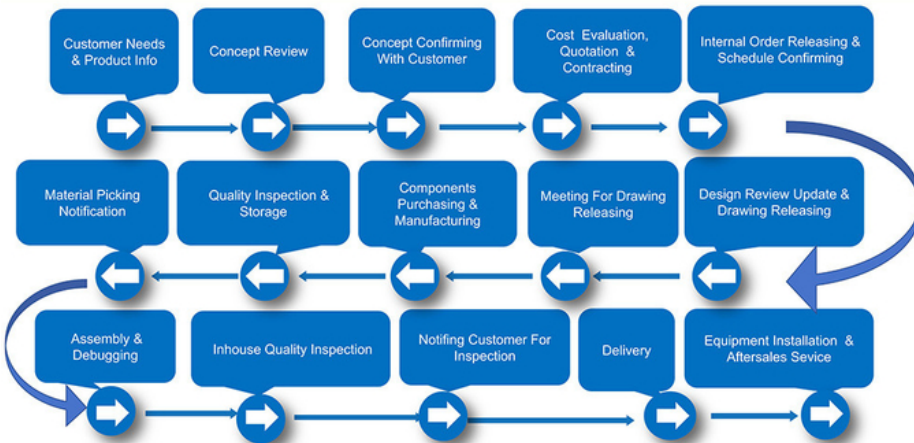 Customer Needs
& Product Info
Concept Review
Concept Confirming
With Customer
Cost Evaluation,
Quotation &
Contracting
Internal Order Releasing &
Schedule Confirming
Material Picking
Notification
Quality Inspection &
Storage
Components
Purchasing &
Manufacturing
Meeting For Drawing
Releasing
Design Review Update &
Drawing Releasing
Assembly &
Debugging
Inhouse Quality Inspection
Notifing Customer For
Inspection
Delivery
Equipment Installation &
Aftersales Sevice